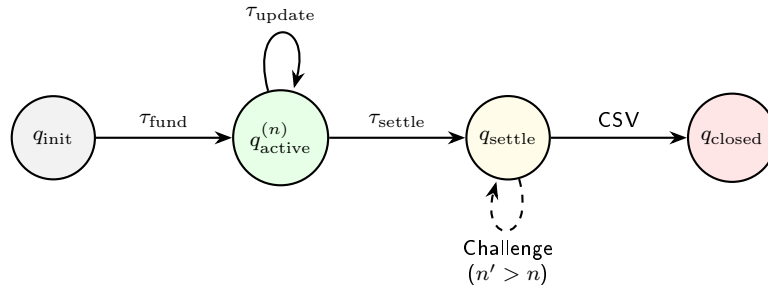 τ_update
q_init
τ_fund
q_active^(n)
τ_settle
q_settle
CSV
q_closed
Challenge
(n′ > n)